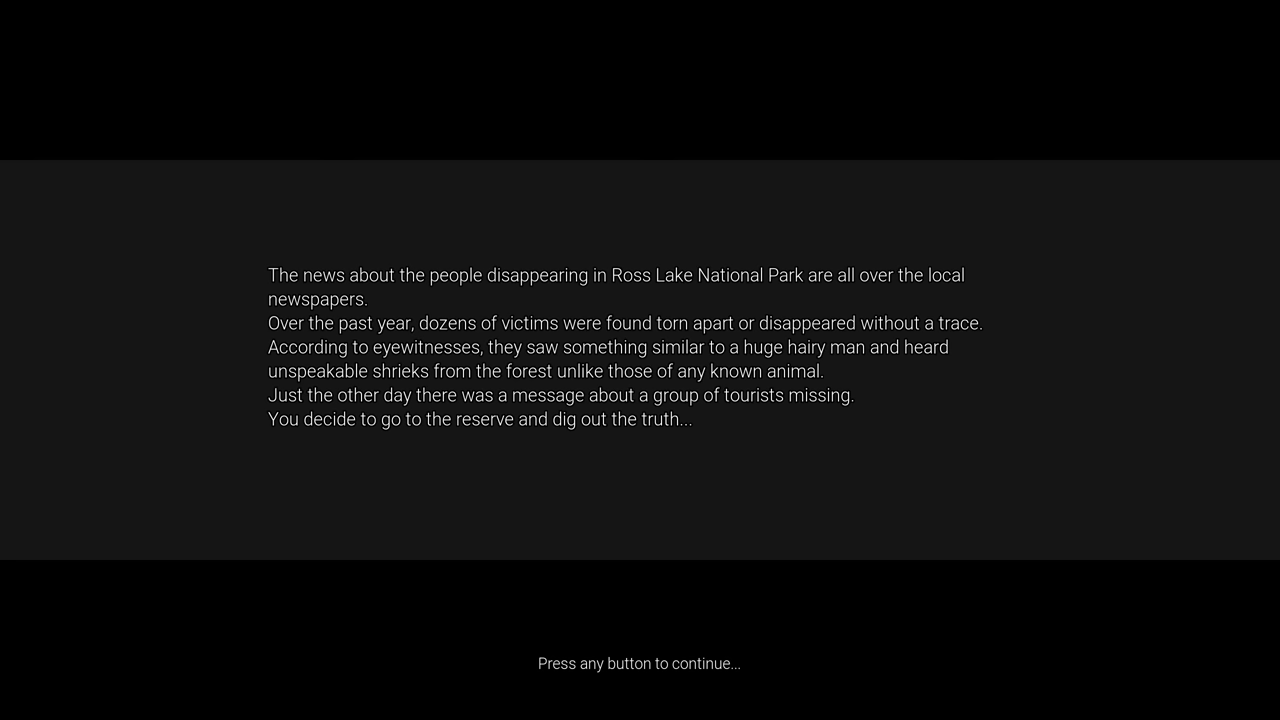 The news about the people disappearing in Ross Lake National Park are all over the local
newspapers.
Over the past year, dozens of victims were found torn apart or disappeared without a trace.
According to eyewitnesses, they saw something similar to a huge hairy man and heard
unspeakable shrieks from the forest unlike those of any known animal.
Just the other day there was a message about a group of tourists missing.
You decide to go to the reserve and dig out the truth...
Press any button to continue...